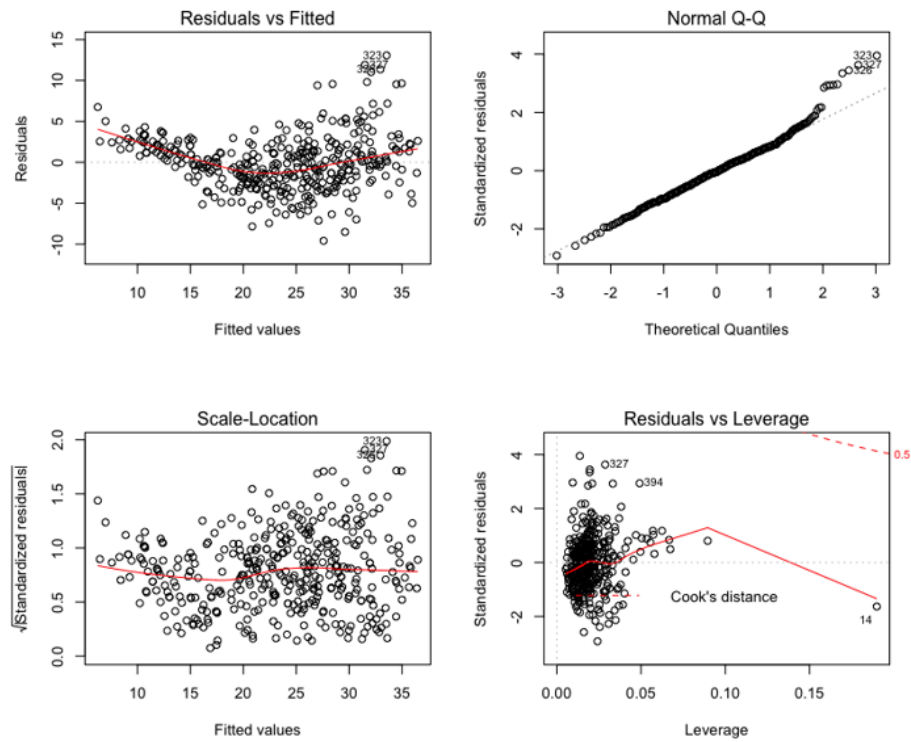 Residuals vs Fitted
Residuals
15
10
5
0
-5
-10
323
327
10 15 20 25 30 35
Fitted values
Normal Q-Q
Standardized residuals
4
2
0
-2
323
327
326
-3 -2 -1 0 1 2 3
Theoretical Quantiles
Scale-Location
√|Standardized residuals|
2.0
1.5
1.0
0.5
0.0
323
327
10 15 20 25 30 35
Fitted values
Residuals vs Leverage
Standardized residuals
4
2
0
-2
327
394
0.5
Cook's distance
14
0.00 0.05 0.10 0.15
Leverage